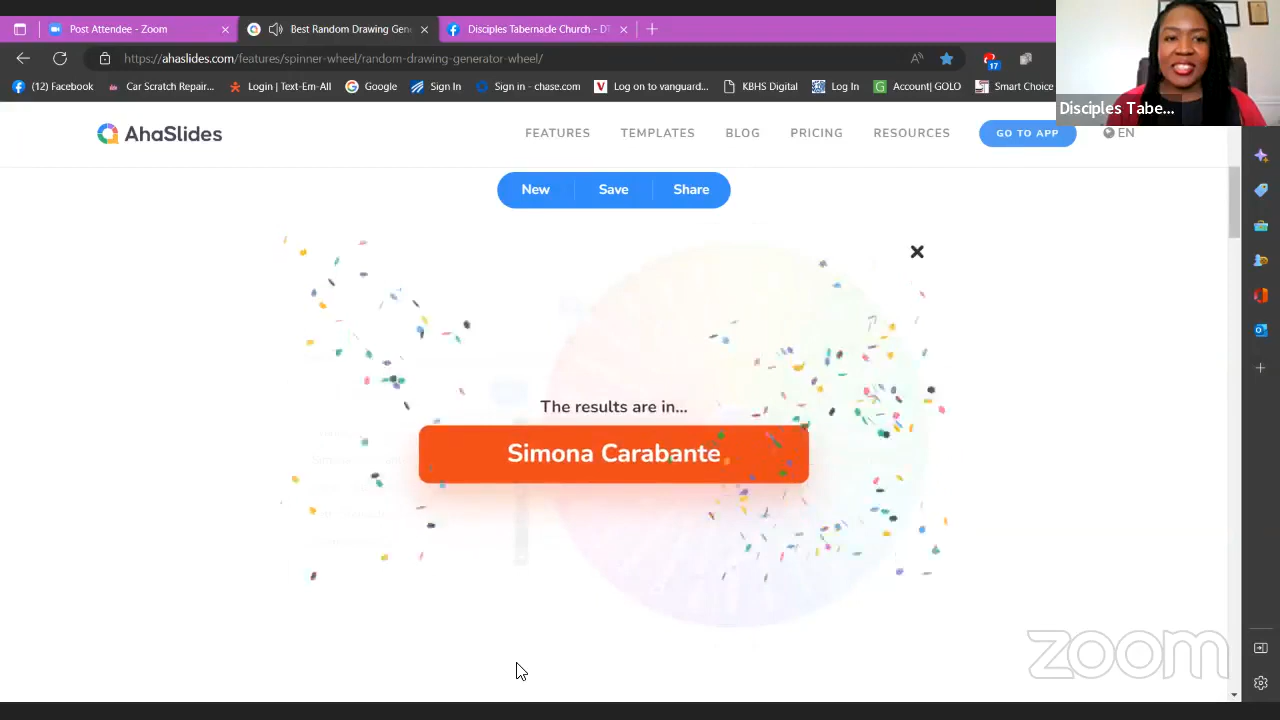 Post Attendee - Zoom
Best Random Drawing Gen
Disciples Tabernacle Church - DT
https://ahaslides.com/features/spinner-wheel/random-drawing-generator-wheel/
17
(12) Facebook
Car Scratch Repair...
Login | Text-Em-All
Google
Sign In
Sign in - chase.com
Log on to vanguard...
KBHS Digital
Log In
Account| GOLO
Smart Choice
Disciples Tabe...
AhaSlides
FEATURES
TEMPLATES
BLOG
PRICING
RESOURCES
GO TO APP
EN
New
Save
Share
The results are in...
Simona Carabante
zoom